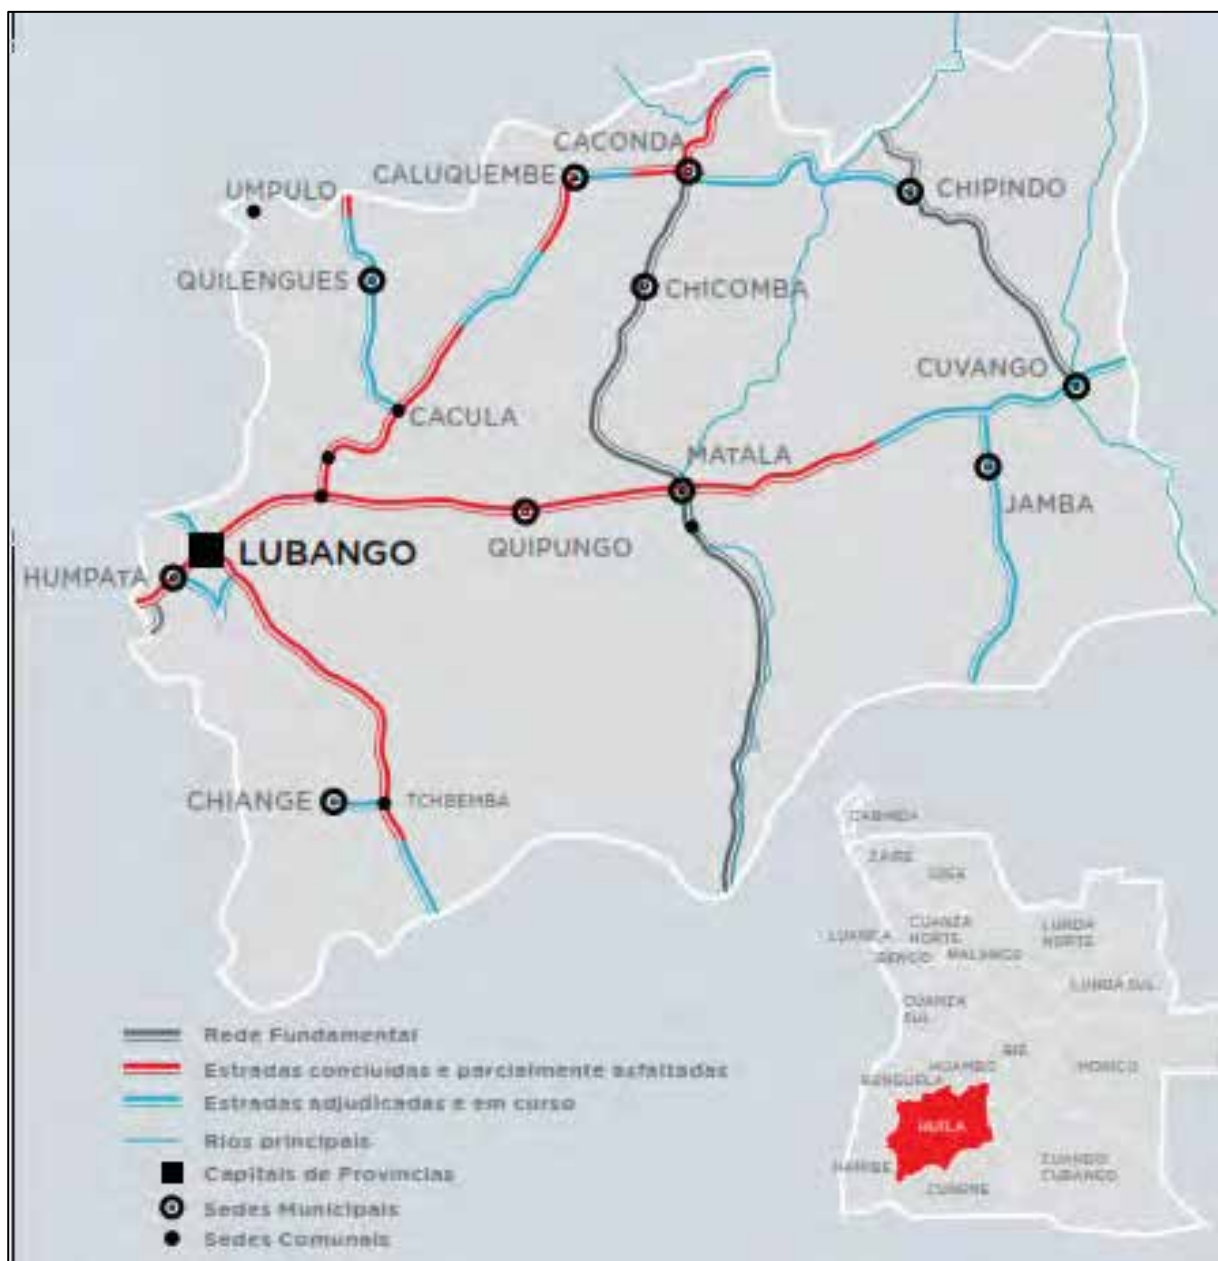 CACONDA
CALUQUEMBE
UMPULO
CHIPINDO
QUILENGUES
CHICOMBA
CUVANGO
CACULA
MATALA
JAMBA
QUIPUNGO
LUBANGO
HUMPATA
CHIANGE
TCHBEMBA
CABINDA
ZAIRE
UIGE
CUANZA
NORTE
LUNDA
NORTE
LUANDA
BENGO
MALANGE
LUNDA SUL
CUANZA
SUL
BIE
HUAMBO
MOXICO
BENGUELA
HUILA
NAMIBE
CUANDO
CUBANGO
CUNENE
Rede Fundamental
Estradas concluídas e parcialmente asfaltadas
Estradas adjudicadas e em curso
Rios principais
Capitais de Províncias
Sedes Municipais
Sedes Comunais